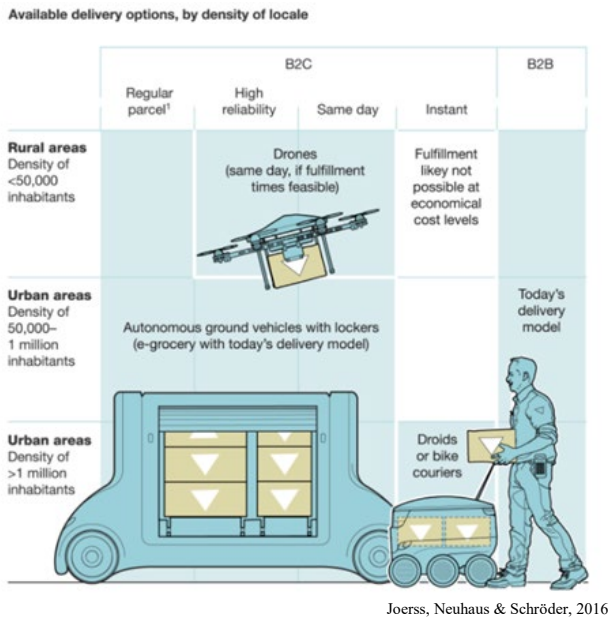 Available delivery options, by density of locale
B2C
B2B
Regular
parcel¹
High
reliability
Same day
Instant
Rural areas
Density of
<50,000
inhabitants
Drones
(same day, if fulfillment
times feasible)
Fulfillment
likey not
possible at
economical
cost levels
Urban areas
Density of
50,000–
1 million
inhabitants
Autonomous ground vehicles with lockers
(e-grocery with today's delivery model)
Today's
delivery
model
Urban areas
Density of
>1 million
inhabitants
Droids
or bike
couriers
Joerss, Neuhaus & Schröder, 2016